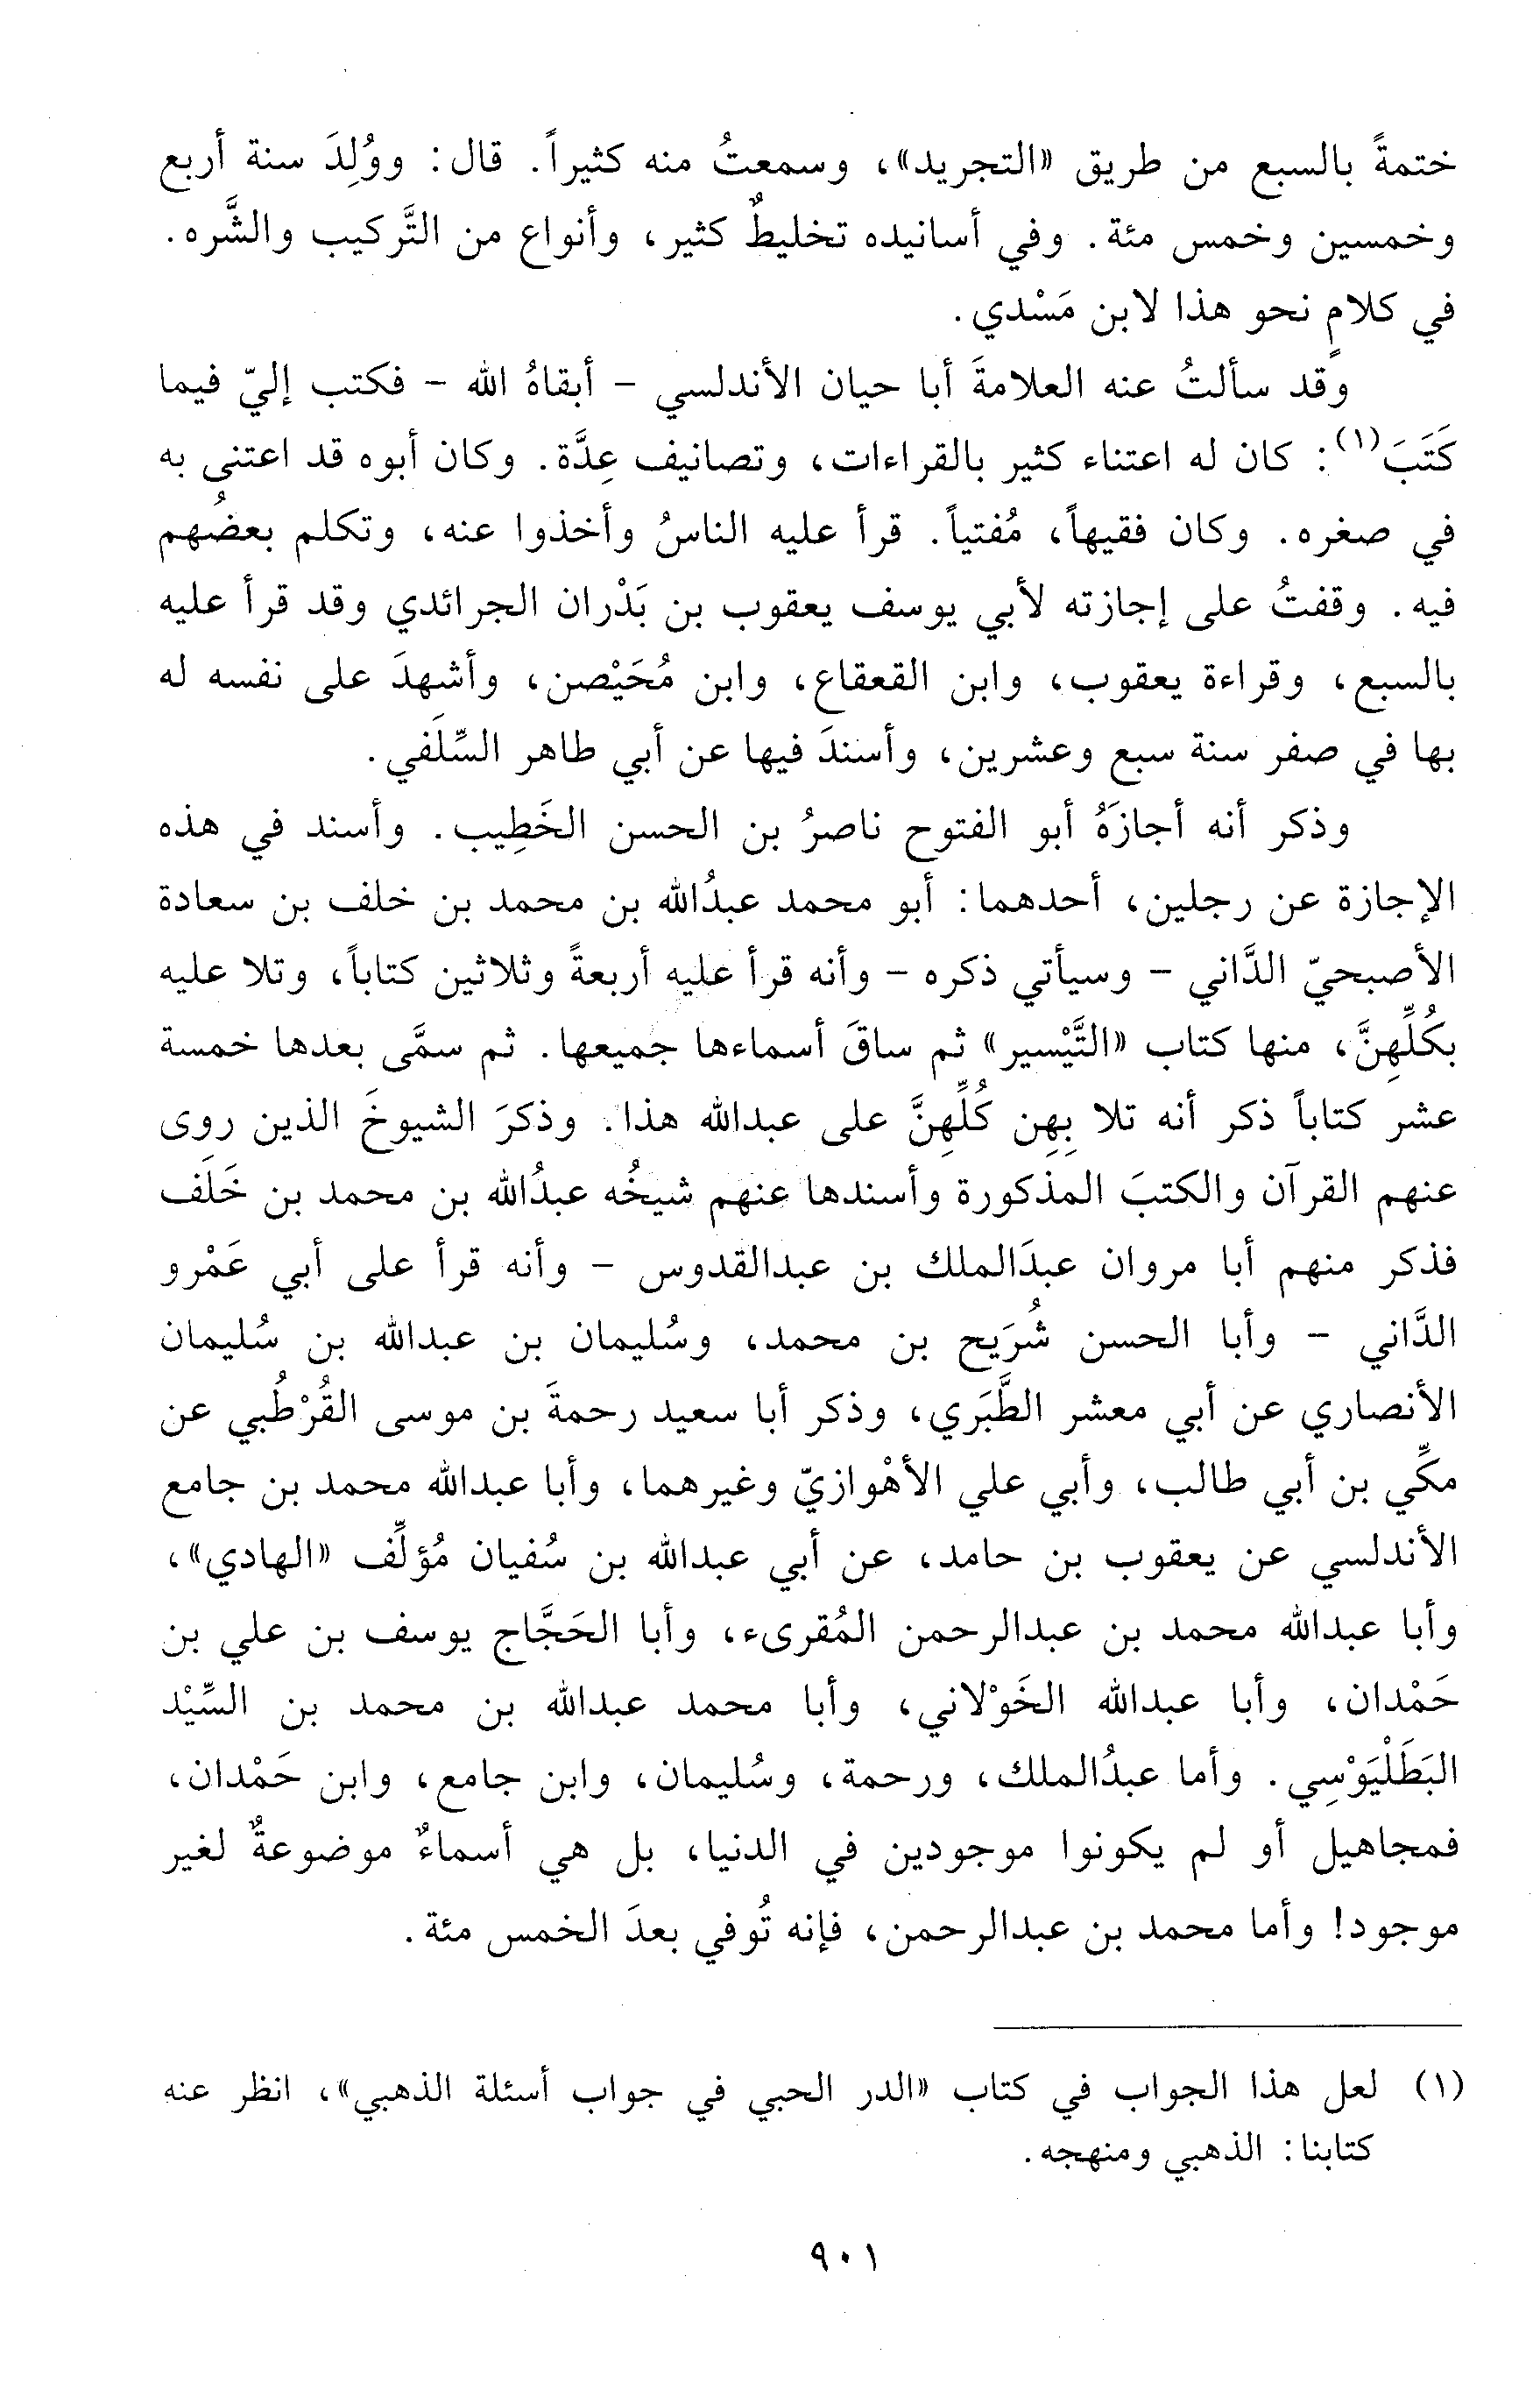 ختمةً بالسبع من طريق «التجريد»، وسمعتُ منه كثيراً. قال: ووُلِدَ سنة أربع
وخمسين وخمس مئة. وفي أسانيده تخليطٌ كثير، وأنواع من التَّركيب والشَّره.
في كلامٍ نحو هذا لابن مَسْدي.
وقد سألتُ عنه العلامةَ أبا حيان الأندلسي - أبقاهُ الله - فكتب إليّ فيما
كَتَبَ(١): كان له اعتناء كثير بالقراءات، وتصانيف عِدَّة. وكان أبوه قد اعتنى به
في صغره. وكان فقيهاً، مُفتياً. قرأ عليه الناسُ وأخذوا عنه، وتكلم بعضُهم
فيه. وقفتُ على إجازته لأبي يوسف يعقوب بن بَدْران الجرائدي وقد قرأ عليه
بالسبع، وقراءة يعقوب، وابن القعقاع، وابن مُحَيْصن، وأشهدَ على نفسه له
بها في صفر سنة سبع وعشرين، وأسندَ فيها عن أبي طاهر السِّلَفي.
وذكر أنه أجازَهُ أبو الفتوح ناصرُ بن الحسن الخَطِيب. وأسند في هذه
الإجازة عن رجلين، أحدهما: أبو محمد عبدُالله بن محمد بن خلف بن سعادة
الأصبحيّ الدَّاني - وسيأتي ذكره - وأنه قرأ عليه أربعةً وثلاثين كتاباً، وتلا عليه
بكُلِّهِنَّ، منها كتاب «التَّيْسير» ثم ساقَ أسماءها جميعها. ثم سمَّى بعدها خمسة
عشر كتاباً ذكر أنه تلا بِهِن كُلِّهِنَّ على عبدالله هذا. وذكرَ الشيوخَ الذين روى
عنهم القرآن والكتبَ المذكورة وأسندها عنهم شيخُه عبدُالله بن محمد بن خَلَف
فذكر منهم أبا مروان عبدَالملك بن عبدالقدوس - وأنه قرأ على أبي عَمْرو
الدَّاني - وأبا الحسن شُرَيح بن محمد، وسُليمان بن عبدالله بن سُليمان
الأنصاري عن أبي معشر الطَّبَري، وذكر أبا سعيد رحمةَ بن موسى القُرْطُبي عن
مكِّي بن أبي طالب، وأبي علي الأهْوازيّ وغيرهما، وأبا عبدالله محمد بن جامع
الأندلسي عن يعقوب بن حامد، عن أبي عبدالله بن سُفيان مُؤلِّف «الهادي»،
وأبا عبدالله محمد بن عبدالرحمن المُقرىء، وأبا الحَجَّاج يوسف بن علي بن
حَمْدان، وأبا عبدالله الخَوْلاني، وأبا محمد عبدالله بن محمد بن السِّيْد
البَطَلْيَوْسِي. وأما عبدُالملك، ورحمة، وسُليمان، وابن جامع، وابن حَمْدان،
فمجاهيل أو لم يكونوا موجودين في الدنيا، بل هي أسماءٌ موضوعةٌ لغير
موجود! وأما محمد بن عبدالرحمن، فإنه تُوفي بعدَ الخمس مئة.
(١) لعل هذا الجواب في كتاب «الدر الحبي في جواب أسئلة الذهبي»، انظر عنه
كتابنا: الذهبي ومنهجه.
٩٠١